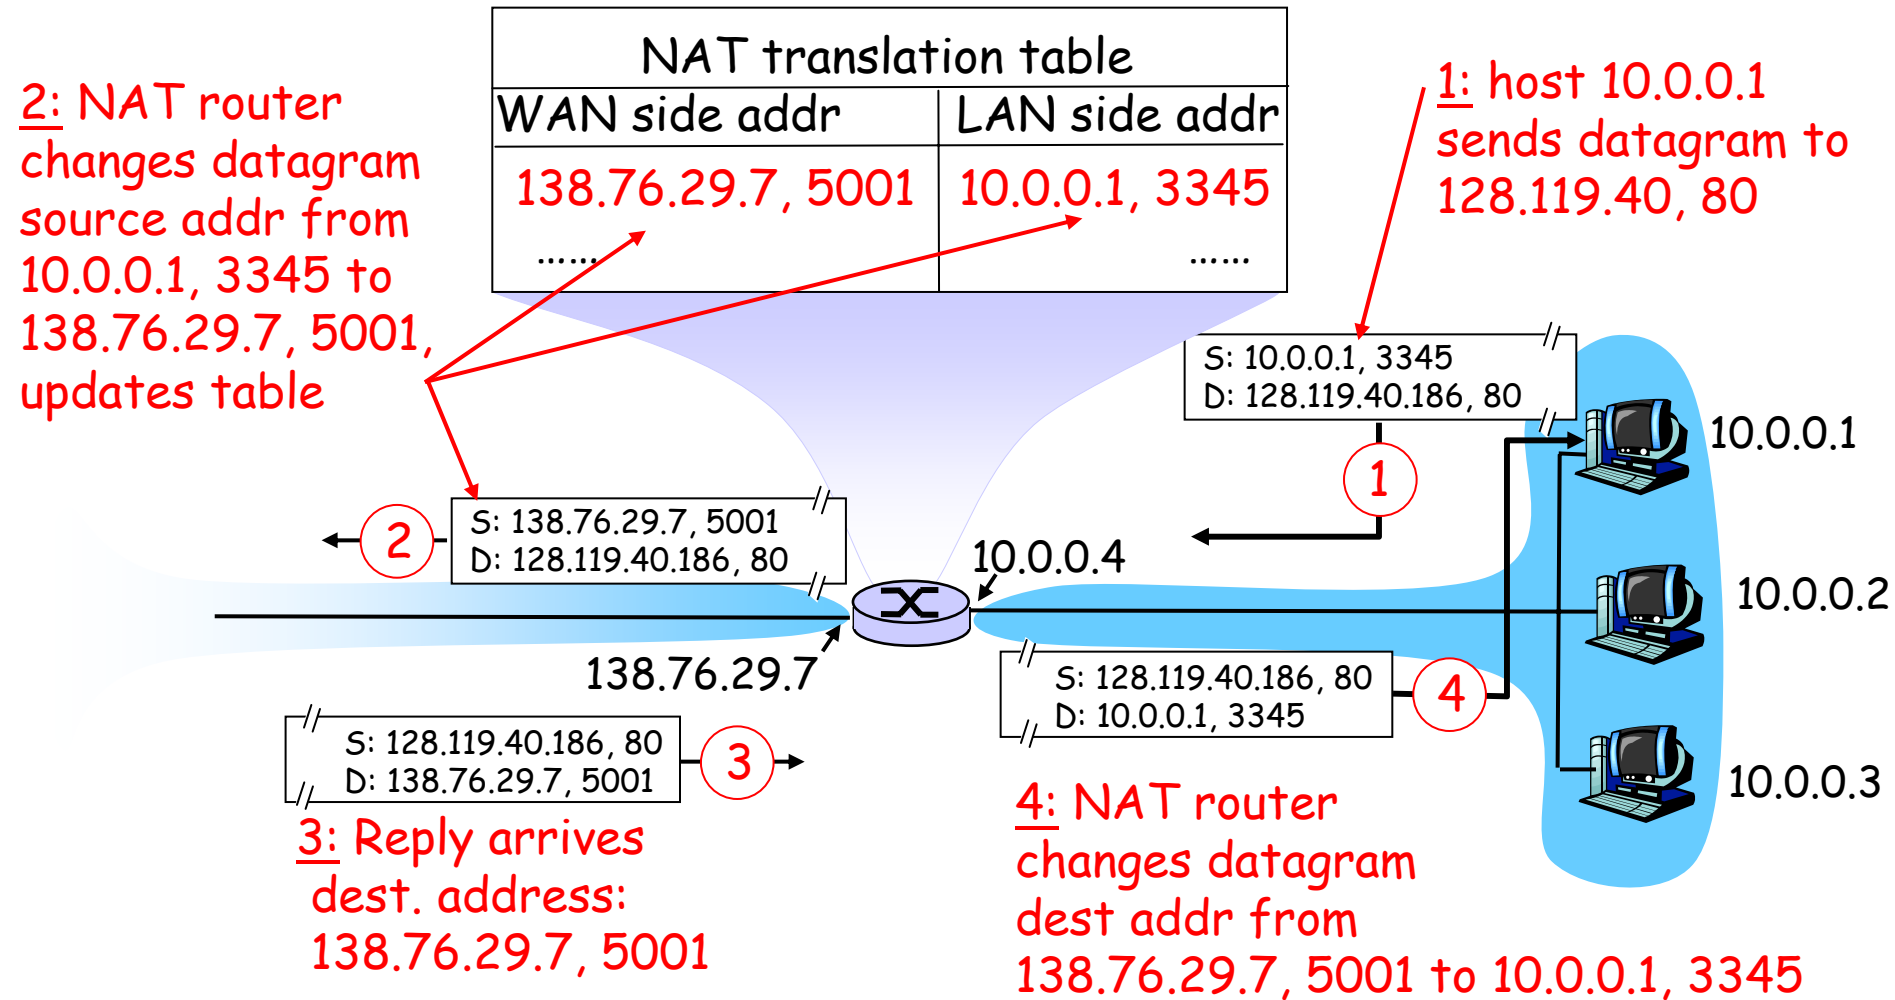 NAT translation table
WAN side addr
LAN side addr
138.76.29.7, 5001
10.0.0.1, 3345
......
......
2: NAT router
changes datagram
source addr from
10.0.0.1, 3345 to
138.76.29.7, 5001,
updates table
1: host 10.0.0.1
sends datagram to
128.119.40, 80
S: 10.0.0.1, 3345
D: 128.119.40.186, 80
1
10.0.0.1
S: 138.76.29.7, 5001
D: 128.119.40.186, 80
2
10.0.0.4
10.0.0.2
138.76.29.7
S: 128.119.40.186, 80
D: 10.0.0.1, 3345
4
S: 128.119.40.186, 80
D: 138.76.29.7, 5001
3
10.0.0.3
3: Reply arrives
dest. address:
138.76.29.7, 5001
4: NAT router
changes datagram
dest addr from
138.76.29.7, 5001 to 10.0.0.1, 3345